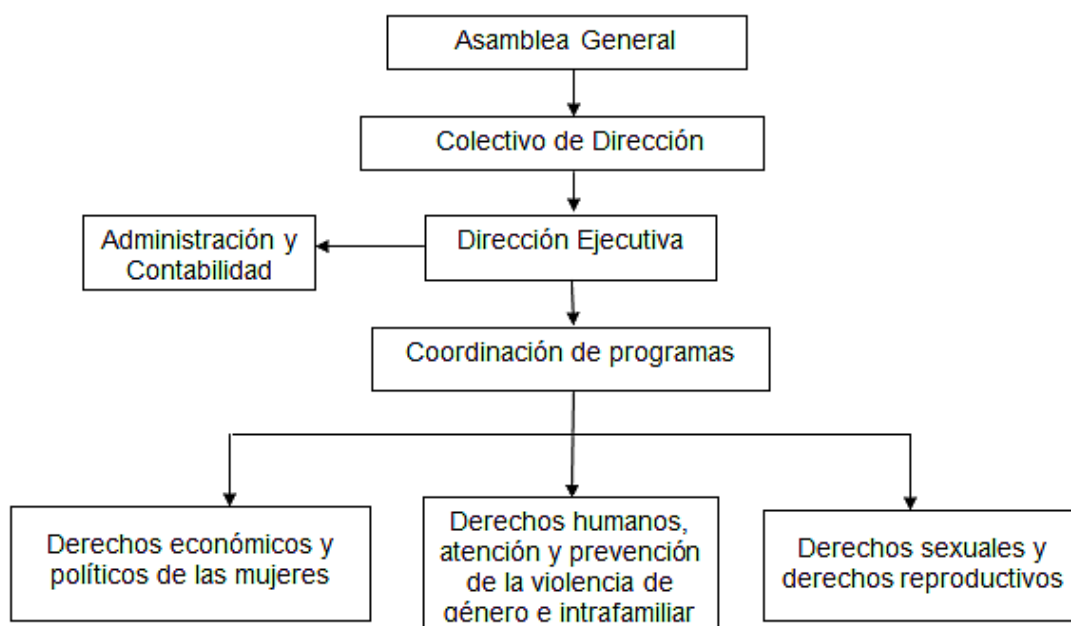 Asamblea General
Colectivo de Dirección
Administración y
Contabilidad
Dirección Ejecutiva
Coordinación de programas
Derechos económicos y
políticos de las mujeres
Derechos humanos,
atención y prevención
de la violencia de
género e intrafamiliar
Derechos sexuales y
derechos reproductivos